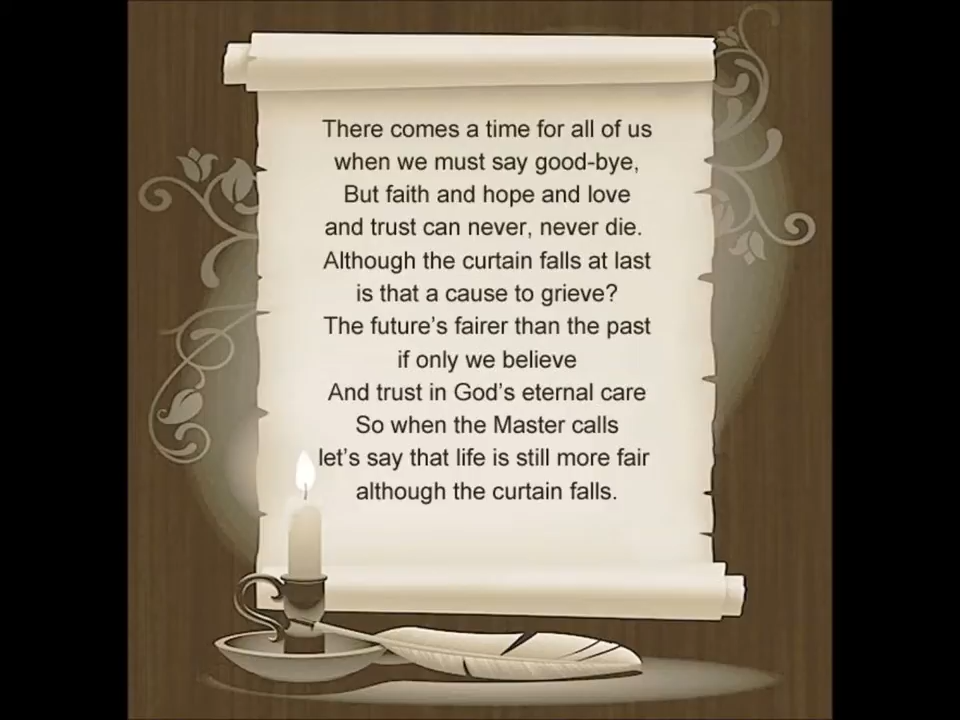 There comes a time for all of us
when we must say good-bye,
But faith and hope and love
and trust can never, never die.
Although the curtain falls at last
is that a cause to grieve?
The future's fairer than the past
if only we believe
And trust in God's eternal care
So when the Master calls
let's say that life is still more fair
although the curtain falls.